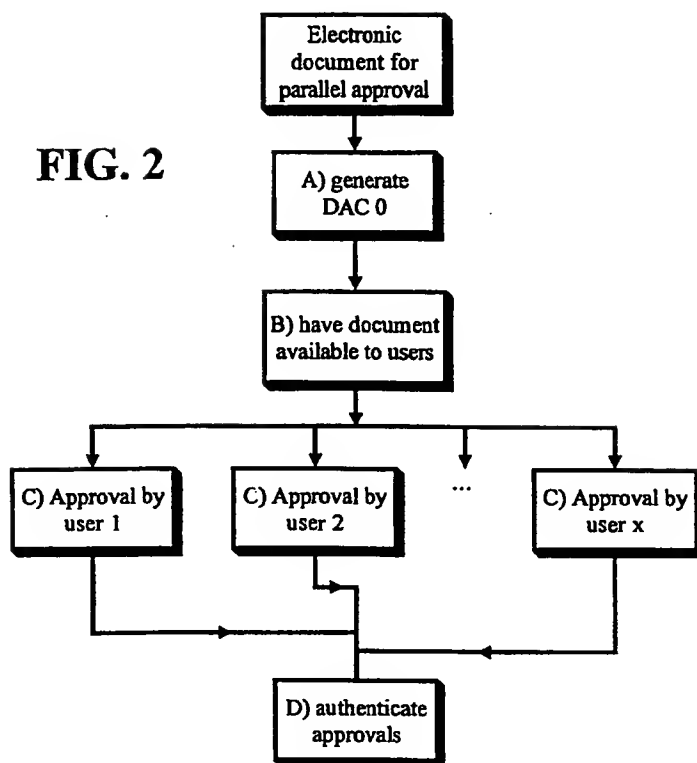 Electronic
document for
parallel approval
FIG. 2
A) generate
DAC 0
B) have document
available to users
C) Approval by
user 1
C) Approval by
user 2
...
C) Approval by
user x
D) authenticate
approvals